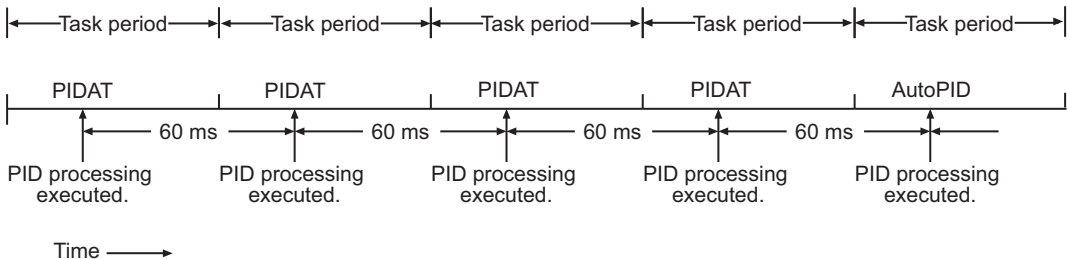 Task period Task period Task period Task period Task period
PIDAT PIDAT PIDAT PIDAT AutoPID
60 ms 60 ms 60 ms 60 ms
PID processing executed.
PID processing executed.
PID processing executed.
PID processing executed.
PID processing executed.
Time